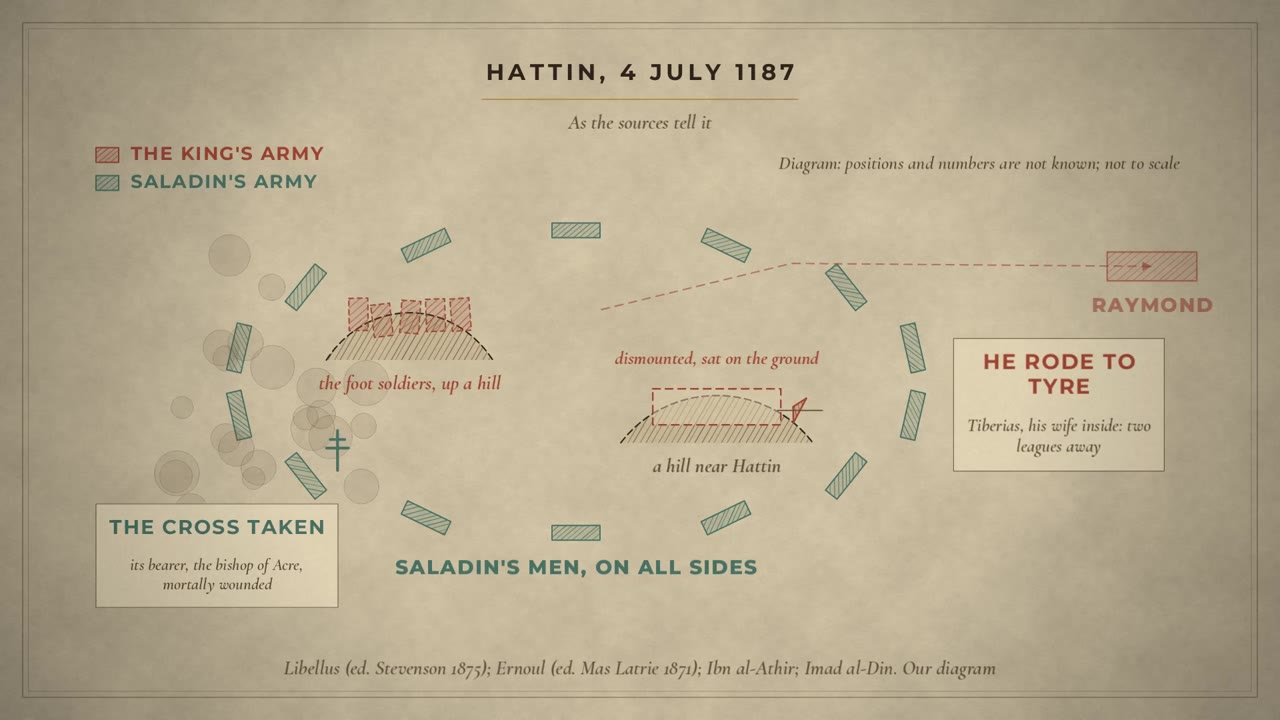 HATTIN, 4 JULY 1187
As the sources tell it
THE KING'S ARMY
SALADIN'S ARMY
Diagram: positions and numbers are not known; not to scale
RAYMOND
HE RODE TO
TYRE
Tiberias, his wife inside: two
leagues away
dismounted, sat on the ground
the foot soldiers, up a hill
a hill near Hattin
THE CROSS TAKEN
its bearer, the bishop of Acre,
mortally wounded
SALADIN'S MEN, ON ALL SIDES
Libellus (ed. Stevenson 1875); Ernoul (ed. Mas Latrie 1871); Ibn al-Athir; Imad al-Din. Our diagram